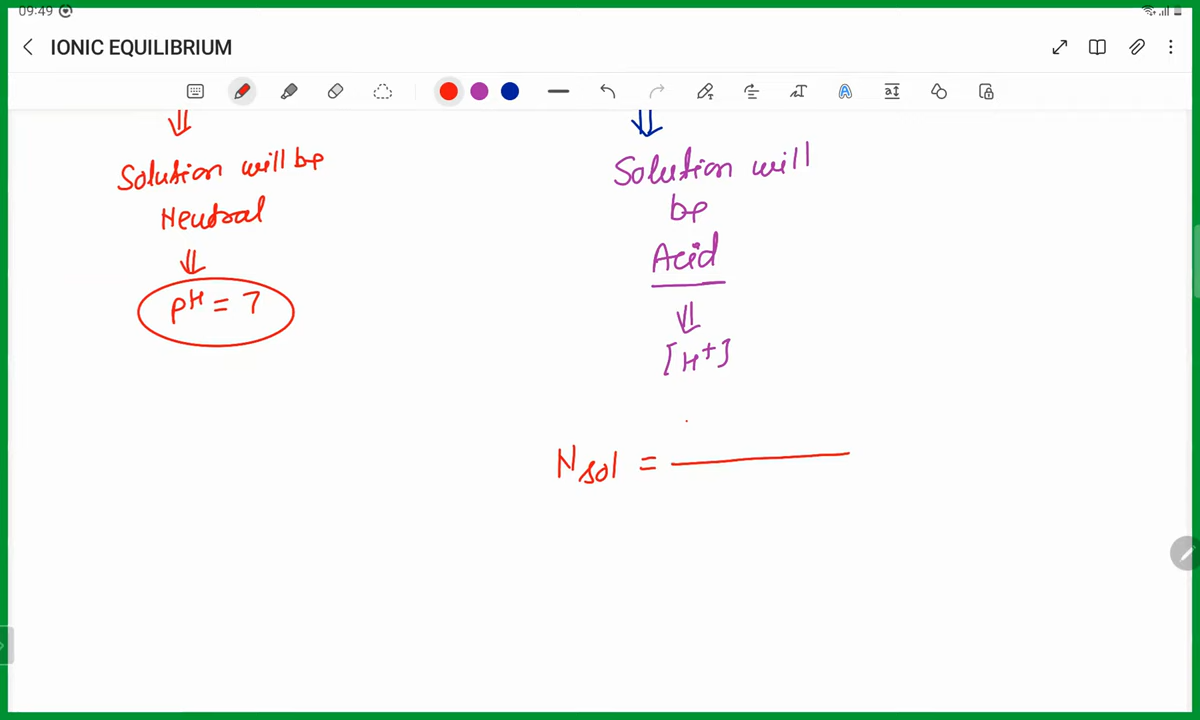 09:49
IONIC EQUILIBRIUM
Solution will be
Neutral
pH = 7
Solution will
be
Acid
[H+]
Nsol =